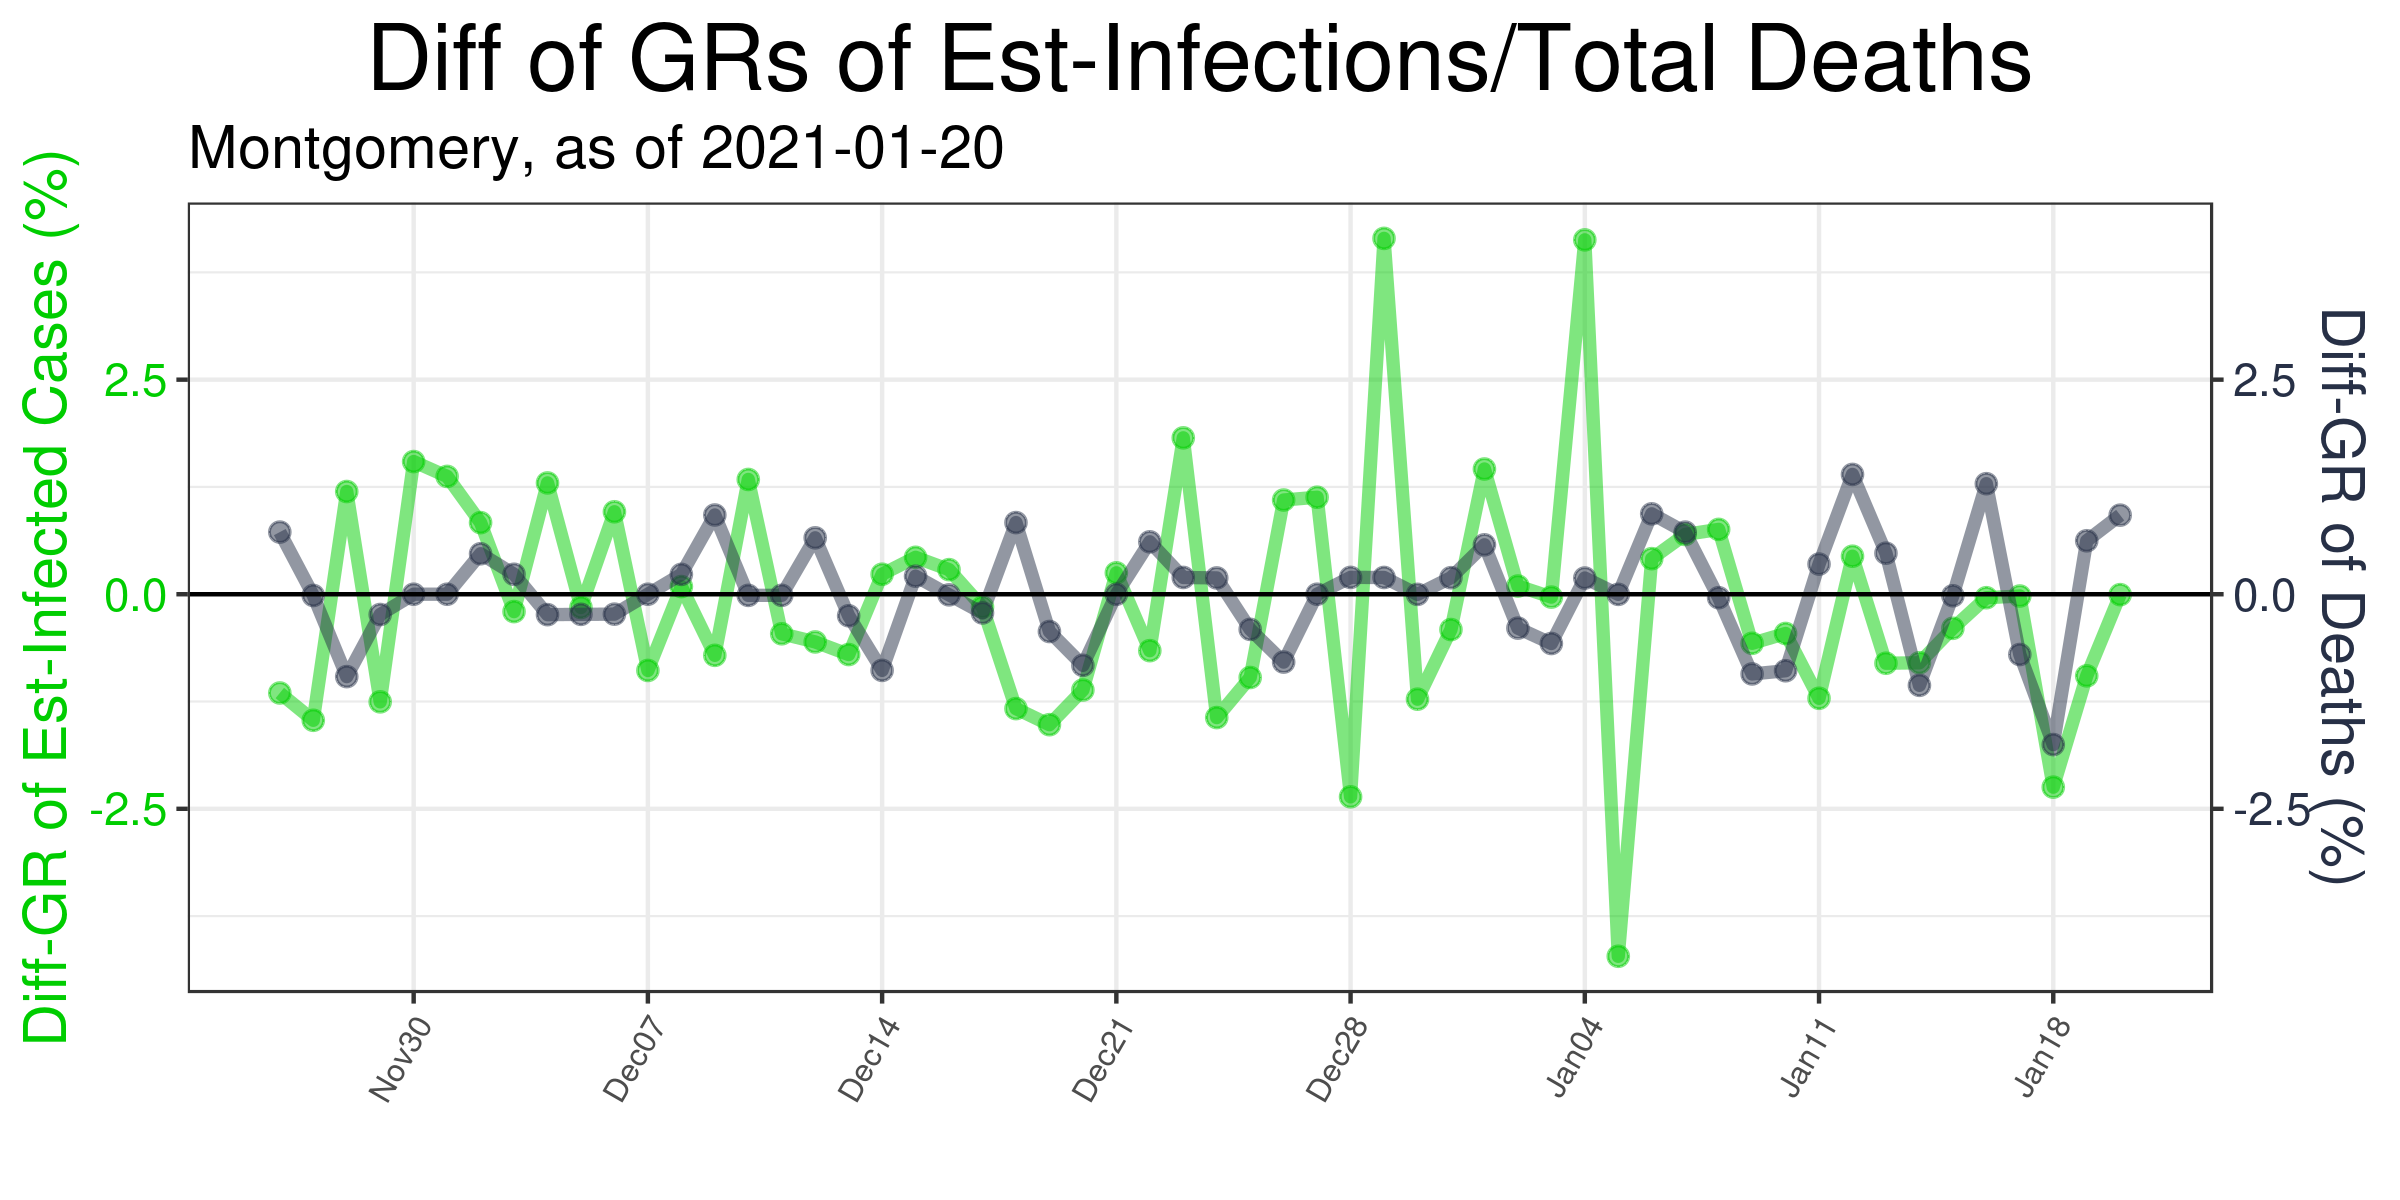 Diff of GRs of Est-Infections/Total Deaths
Montgomery, as of 2021-01-20
Diff-GR of Est-Infected Cases (%)
2.5
0.0
-2.5
2.5
0.0
-2.5
Diff-GR of Deaths (%)
Nov30
Dec07
Dec14
Dec21
Dec28
Jan04
Jan11
Jan18